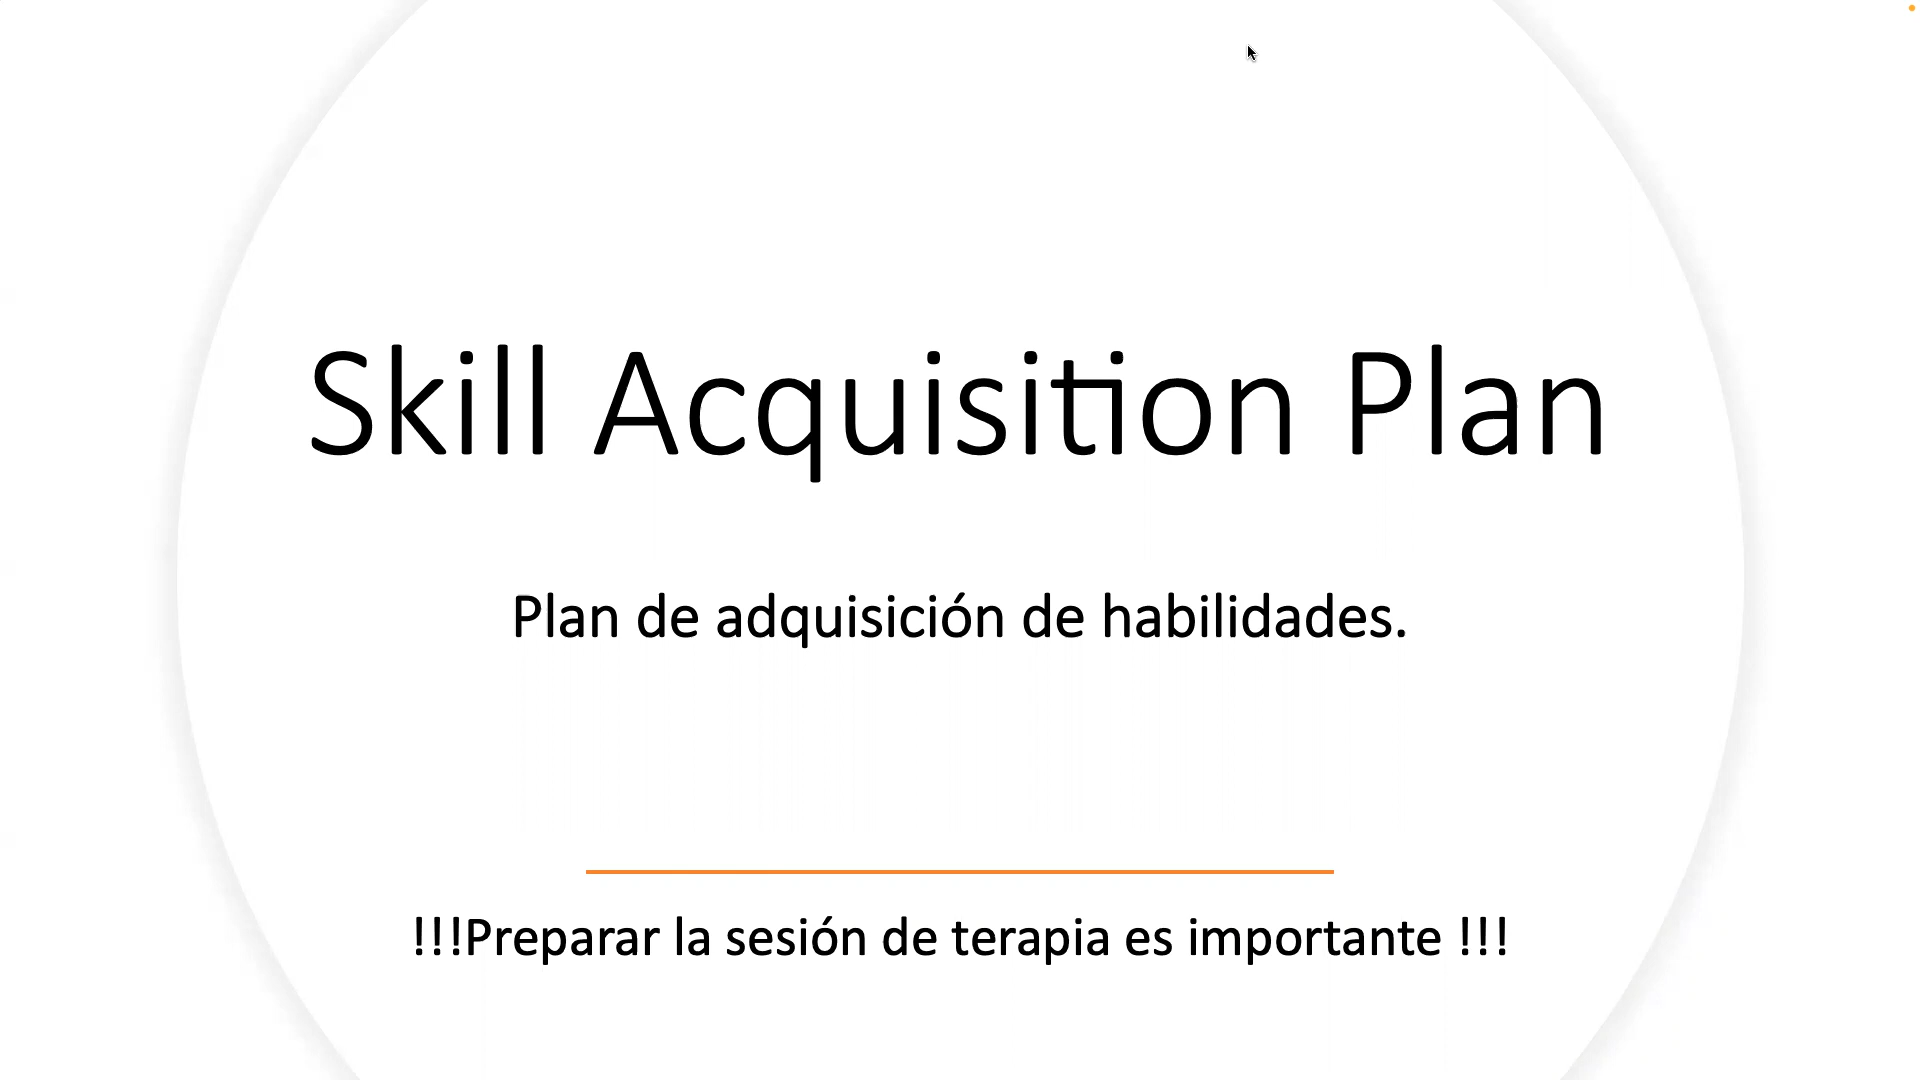 Skill Acquisition Plan
Plan de adquisición de habilidades.
!!!Preparar la sesión de terapia es importante !!!